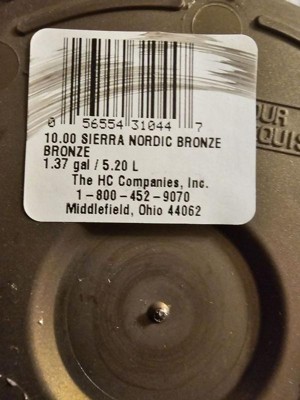 0 56554 31044 7
10.00 SIERRA NORDIC BRONZE
BRONZE
1.37 gal / 5.20 L
The HC Companies, Inc.
1-800-452-9070
Middlefield, Ohio 44062